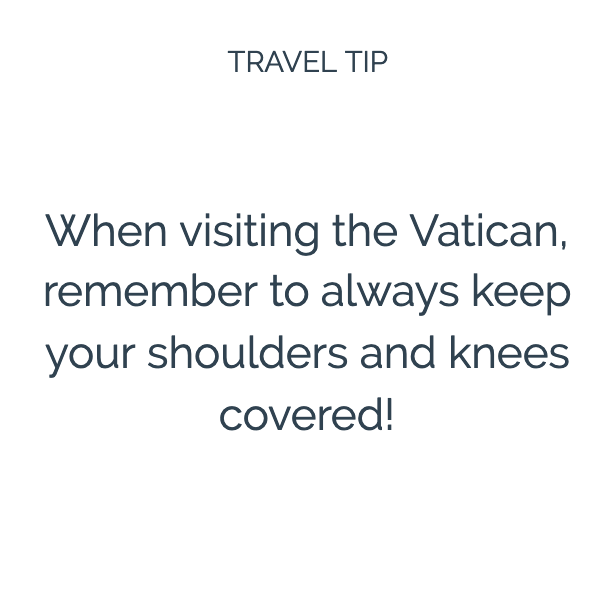 TRAVEL TIP
When visiting the Vatican,
remember to always keep
your shoulders and knees
covered!